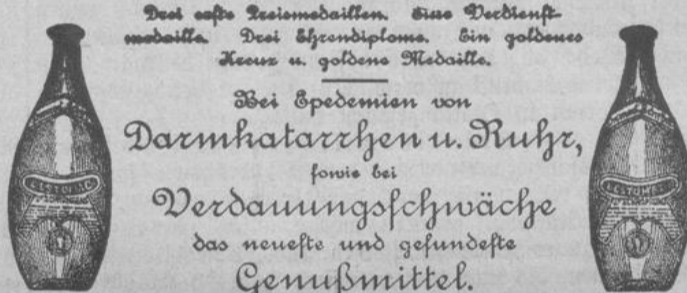 Drei erste Preismedaillen. Eine Verdienst-
medaille. Drei Ehrendiplome. Ein goldenes
Kreuz u. goldene Medaille.
Bei Epedemien von
Darmkatarrhen u. Ruhr,
sowie bei
Verdauungsschwäche
das neueste und gesundeste
Genußmittel.